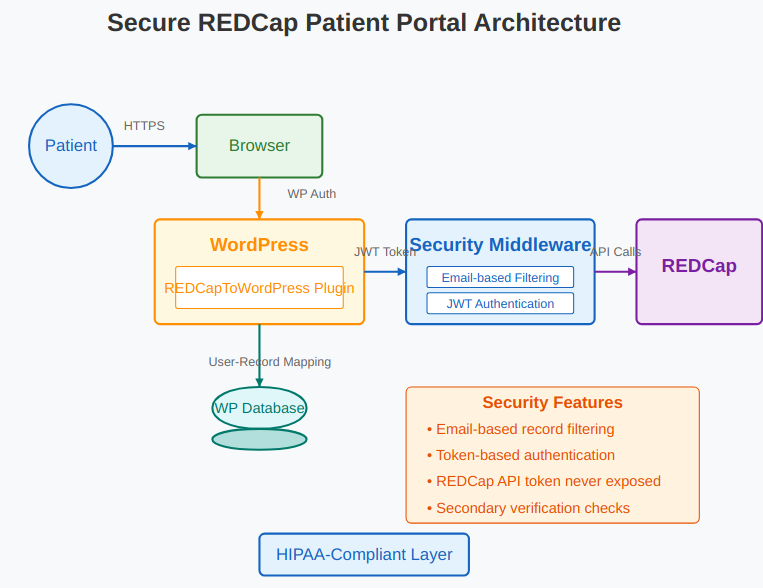 Secure REDCap Patient Portal Architecture
HTTPS
Patient
Browser
WP Auth
WordPress
REDCapToWordPress Plugin
JWT Token
Security Middleware
Email-based Filtering
JWT Authentication
API Calls
REDCap
User-Record Mapping
WP Database
Security Features
• Email-based record filtering
• Token-based authentication
• REDCap API token never exposed
• Secondary verification checks
HIPAA-Compliant Layer